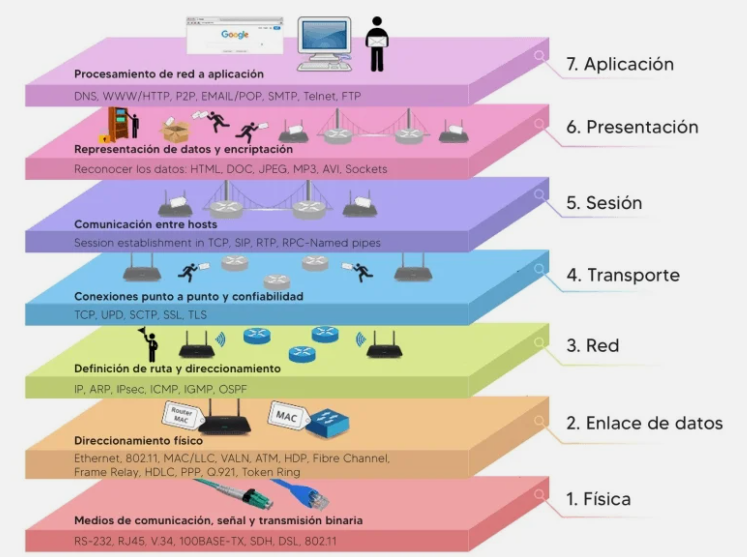 Google
7. Aplicación
Procesamiento de red a aplicación
DNS, WWW/HTTP, P2P, EMAIL/POP, SMTP, Telnet, FTP
6. Presentación
Representación de datos y encriptación
Reconocer los datos: HTML, DOC, JPEG, MP3, AVI, Sockets
5. Sesión
Comunicación entre hosts
Session establishment in TCP, SIP, RTP, RPC-Named pipes
4. Transporte
Conexiones punto a punto y confiabilidad
TCP, UPD, SCTP, SSL, TLS
3. Red
Definición de ruta y direccionamiento
IP, ARP, IPsec, ICMP, IGMP, OSPF
Router
MAC
MAC
2. Enlace de datos
Direccionamiento físico
Ethernet, 802.11, MAC/LLC, VALN, ATM, HDP, Fibre Channel,
Frame Relay, HDLC, PPP, Q.921, Token Ring
1. Física
Medios de comunicación, señal y transmisión binaria
RS-232, RJ45, V.34, 100BASE-TX, SDH, DSL, 802.11